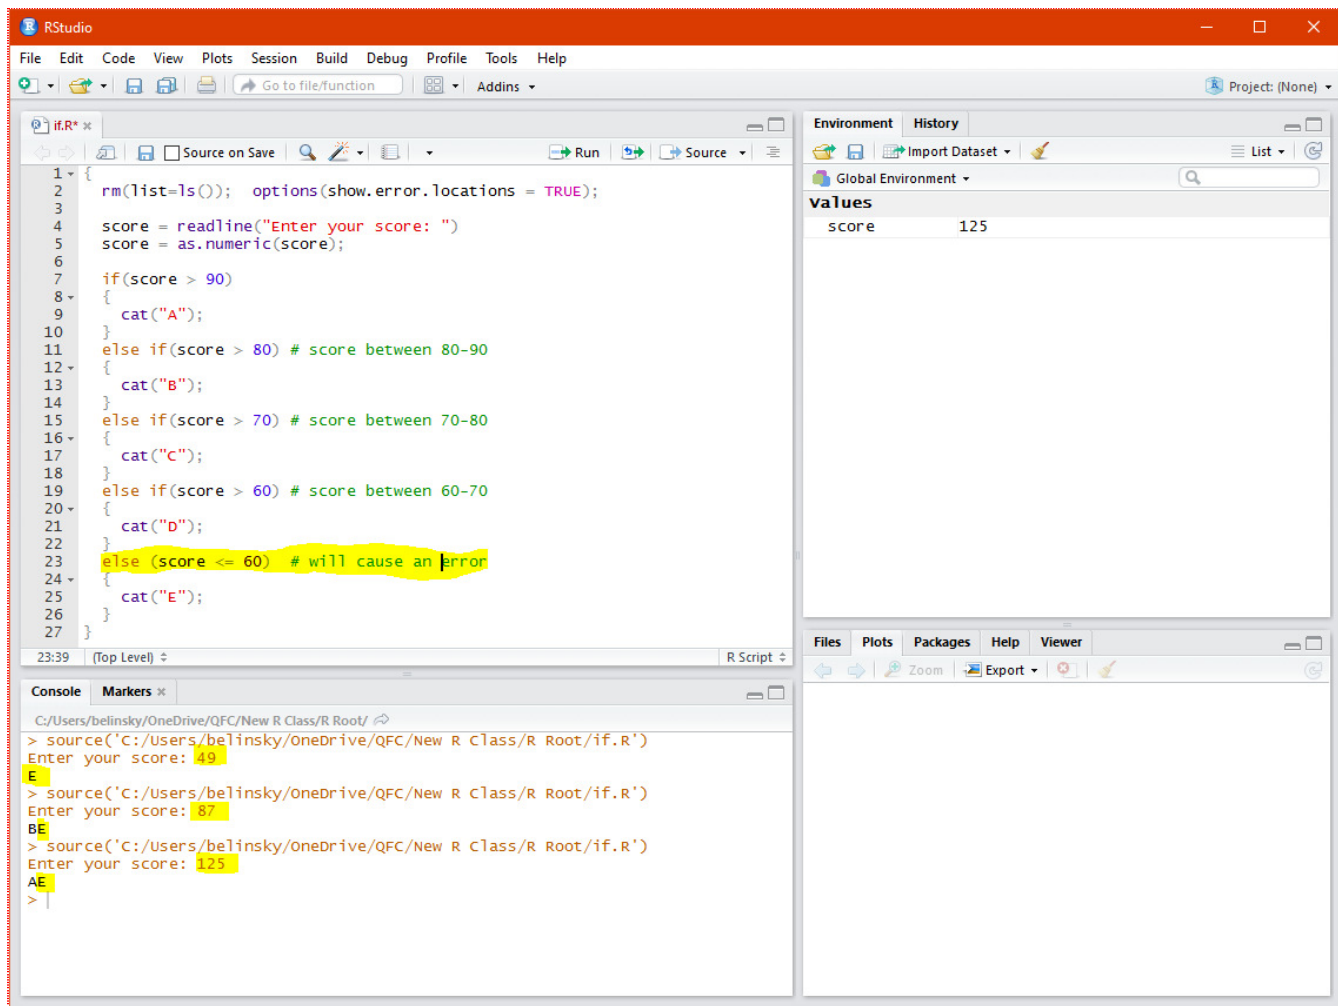 RStudio
File Edit Code View Plots Session Build Debug Profile Tools Help
Go to file/function Addins Project: (None)
if.R*
Source on Save Run Source
1 {
2 rm(list=ls()); options(show.error.locations = TRUE);
3
4 score = readline("Enter your score: ")
5 score = as.numeric(score);
6
7 if(score > 90)
8 {
9 cat("A");
10 }
11 else if(score > 80) # score between 80-90
12 {
13 cat("B");
14 }
15 else if(score > 70) # score between 70-80
16 {
17 cat("C");
18 }
19 else if(score > 60) # score between 60-70
20 {
21 cat("D");
22 }
23 else (score <= 60) # will cause an error
24 {
25 cat("E");
26 }
27 }
23:39 (Top Level) R Script
Console Markers
C:/Users/belinsky/OneDrive/QFC/New R Class/R Root/
> source('C:/Users/belinsky/OneDrive/QFC/New R Class/R Root/if.R')
Enter your score: 49
E
> source('C:/Users/belinsky/OneDrive/QFC/New R Class/R Root/if.R')
Enter your score: 87
BE
> source('C:/Users/belinsky/OneDrive/QFC/New R Class/R Root/if.R')
Enter your score: 125
AE
>
Environment History
Import Dataset List
Global Environment
Values
score 125
Files Plots Packages Help Viewer
Zoom Export